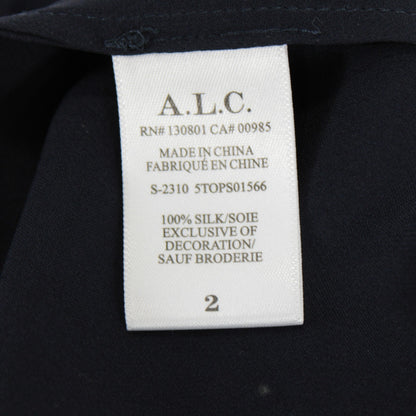 A.L.C.
RN# 130801 CA# 00985
MADE IN CHINA
FABRIQUÉ EN CHINE
S-2310 5TOPS01566
100% SILK/SOIE
EXCLUSIVE OF
DECORATION/
SAUF BRODERIE
2